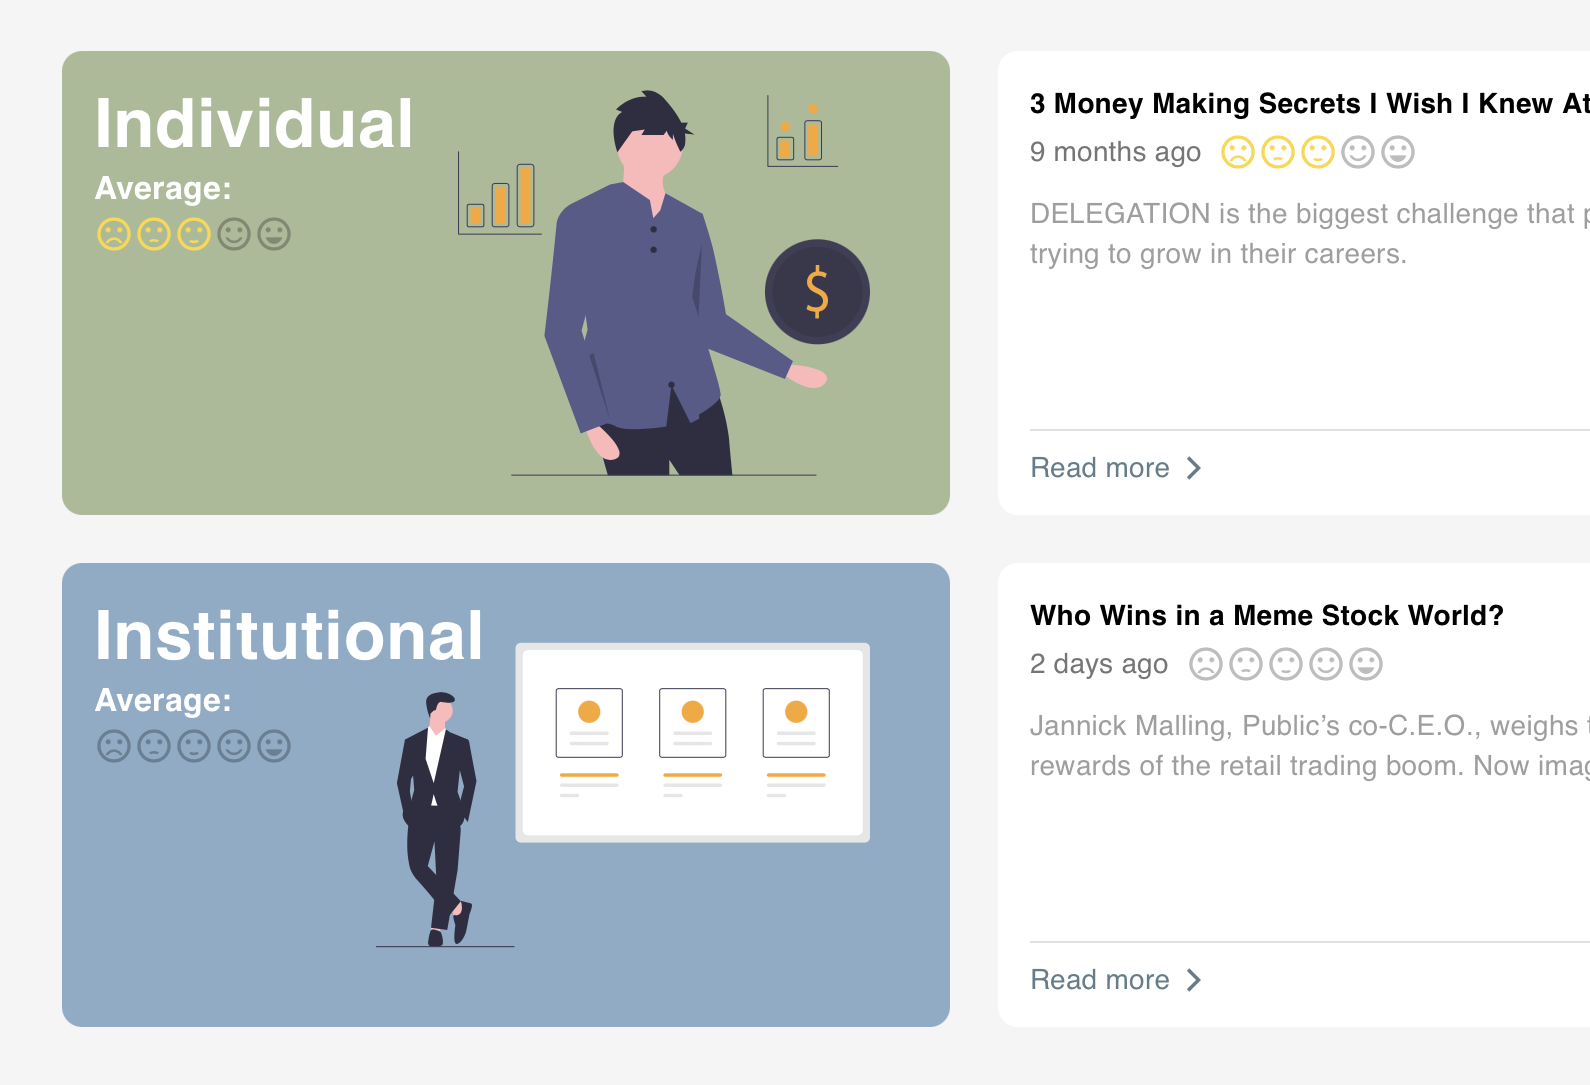 Individual
Average:
$
3 Money Making Secrets I Wish I Knew At
9 months ago
DELEGATION is the biggest challenge that p
trying to grow in their careers.
Read more
Institutional
Average:
Who Wins in a Meme Stock World?
2 days ago
Jannick Malling, Public’s co-C.E.O., weighs t
rewards of the retail trading boom. Now imag
Read more